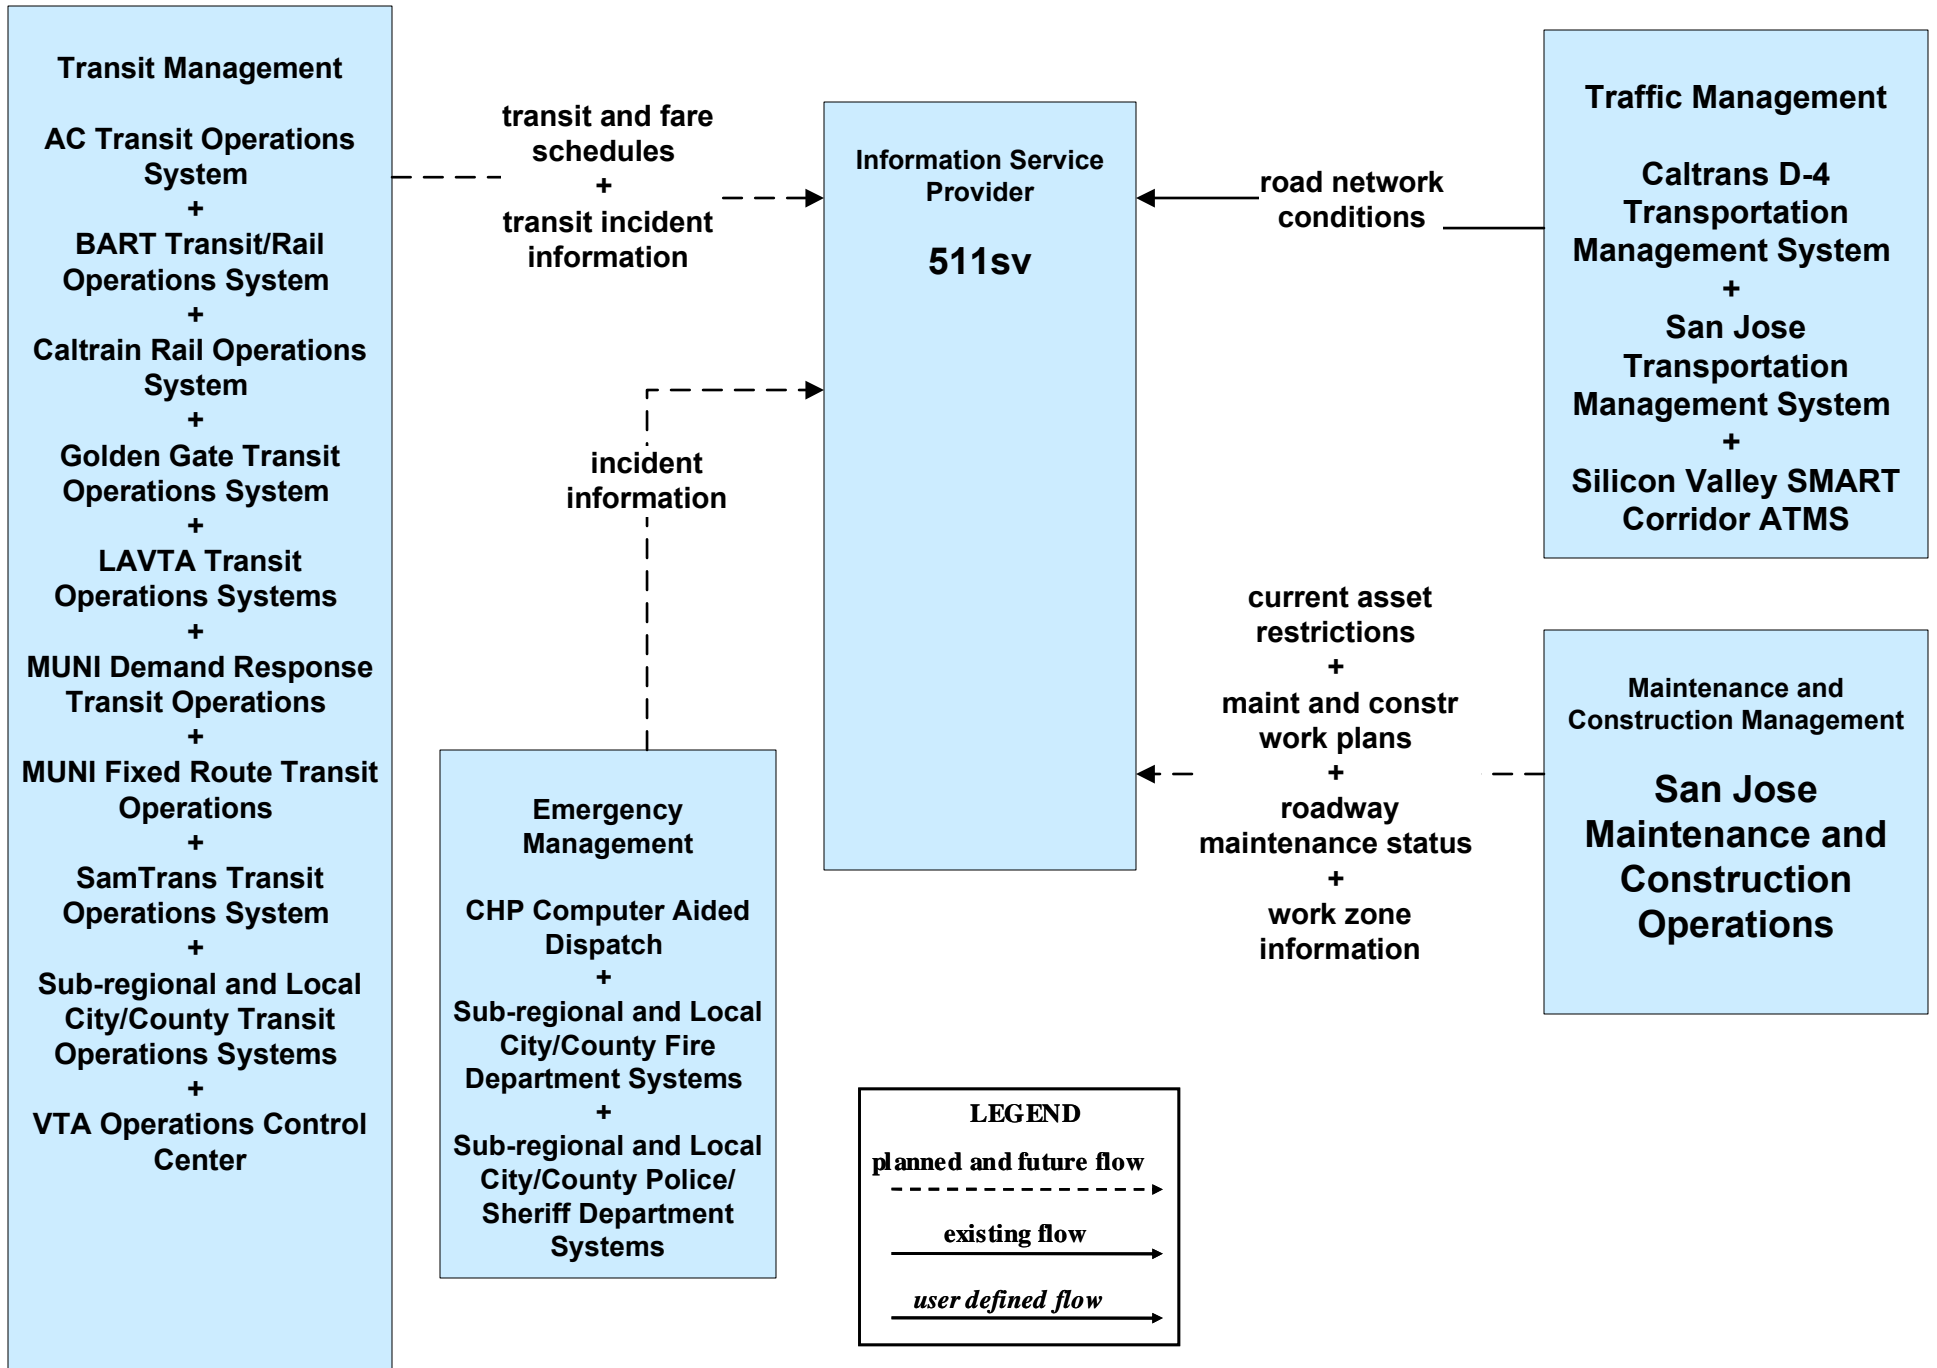 Transit Management
AC Transit Operations
System
+
BART Transit/Rail
Operations System
+
Caltrain Rail Operations
System
+
Golden Gate Transit
Operations System
+
LAVTA Transit
Operations Systems
+
MUNI Demand Response
Transit Operations
+
MUNI Fixed Route Transit
Operations
+
SamTrans Transit
Operations System
+
Sub-regional and Local
City/County Transit
Operations Systems
+
VTA Operations Control
Center
transit and fare
schedules
+
transit incident
information
incident
information
Emergency
Management
CHP Computer Aided
Dispatch
+
Sub-regional and Local
City/County Fire
Department Systems
+
Sub-regional and Local
City/County Police/
Sheriff Department
Systems
Information Service
Provider
511sv
road network
conditions
current asset
restrictions
+
maint and constr
work plans
+
roadway
maintenance status
+
work zone
information
Traffic Management
Caltrans D-4
Transportation
Management System
+
San Jose
Transportation
Management System
+
Silicon Valley SMART
Corridor ATMS
Maintenance and
Construction Management
San Jose
Maintenance and
Construction
Operations
LEGEND
planned and future flow
existing flow
user defined flow